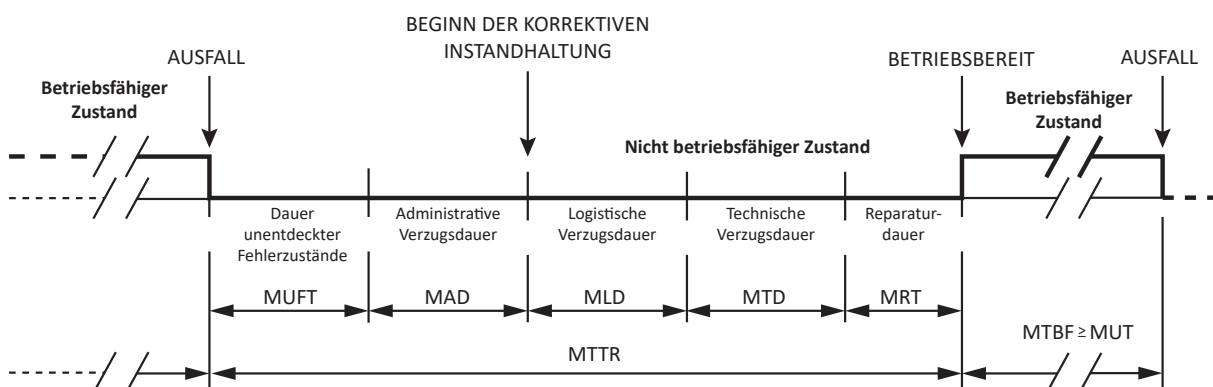 BEGINN DER KORREKTIVEN
INSTANDHALTUNG
AUSFALL
BETRIEBSBEREIT
AUSFALL
Betriebsfähiger
Zustand
Betriebsfähiger
Zustand
Nicht betriebsfähiger Zustand
Dauer
unentdeckter
Fehlerzustände
Administrative
Verzugsdauer
Logistische
Verzugsdauer
Technische
Verzugsdauer
Reparatur-
dauer
MUFT
MAD
MLD
MTD
MRT
MTBF ≥ MUT
MTTR